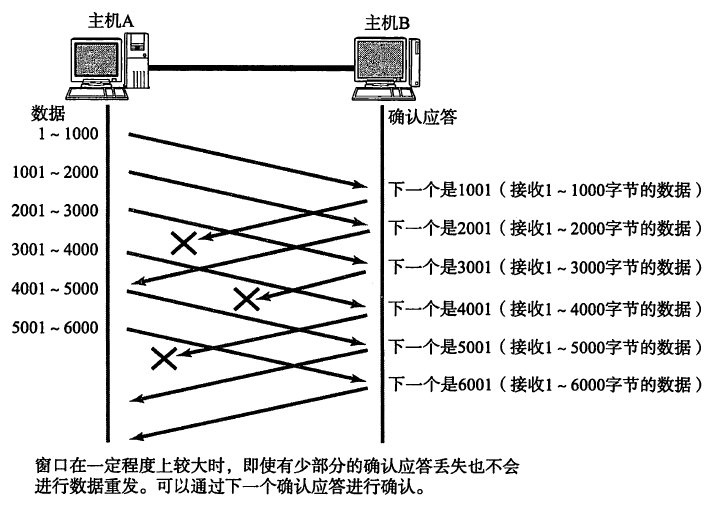 主机A
主机B
数据
确认应答
1～1000
1001～2000
2001～3000
3001～4000
4001～5000
5001～6000
下一个是1001（接收1～1000字节的数据）
下一个是2001（接收1～2000字节的数据）
下一个是3001（接收1～3000字节的数据）
下一个是4001（接收1～4000字节的数据）
下一个是5001（接收1～5000字节的数据）
下一个是6001（接收1～6000字节的数据）
窗口在一定程度上较大时，即使有少部分的确认应答丢失也不会
进行数据重发。可以通过下一个确认应答进行确认。